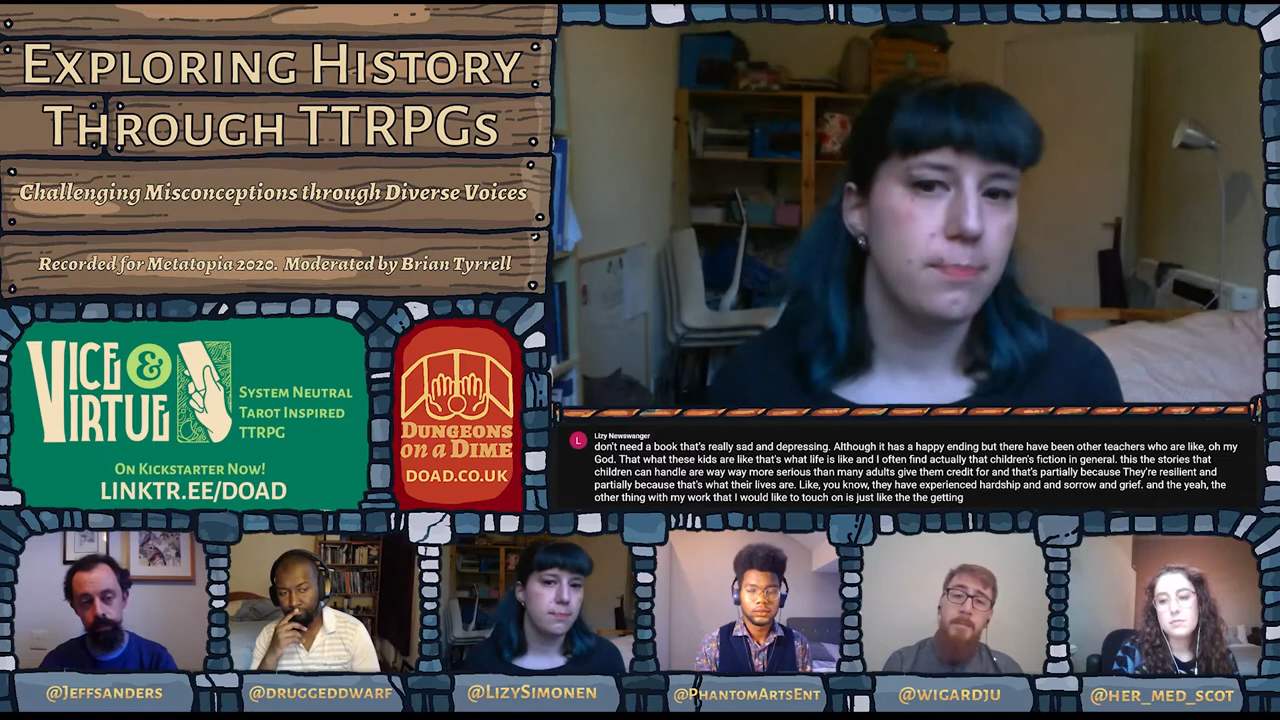 EXPLORING HISTORY
THROUGH TTRPGS
Challenging Misconceptions through Diverse Voices
Recorded for Metatopia 2020. Moderated by Brian Tyrrell
VICE &
VIRTUE
SYSTEM NEUTRAL
TAROT INSPIRED
TTRPG
ON KICKSTARTER NOW!
LINKTR.EE/DOAD
DUNGEONS
ON A DIME
DOAD.CO.UK
L
Lizy Newswanger
don't need a book that's really sad and depressing. Although it has a happy ending but there have been other teachers who are like, oh my
God. That what these kids are like that's what life is like and I often find actually that children's fiction in general. this the stories that
children can handle are way way more serious than many adults give them credit for and that's partially because They're resilient and
partially because that's what their lives are. Like, you know, they have experienced hardship and and sorrow and grief. and the yeah, the
other thing with my work that I would like to touch on is just like the the getting
@JEFFSANDERS
@DRUGGEDDWARF
@LIZYSIMONEN
@PHANTOMARTSENT
@WIGARDJU
@HER_MED_SCOT